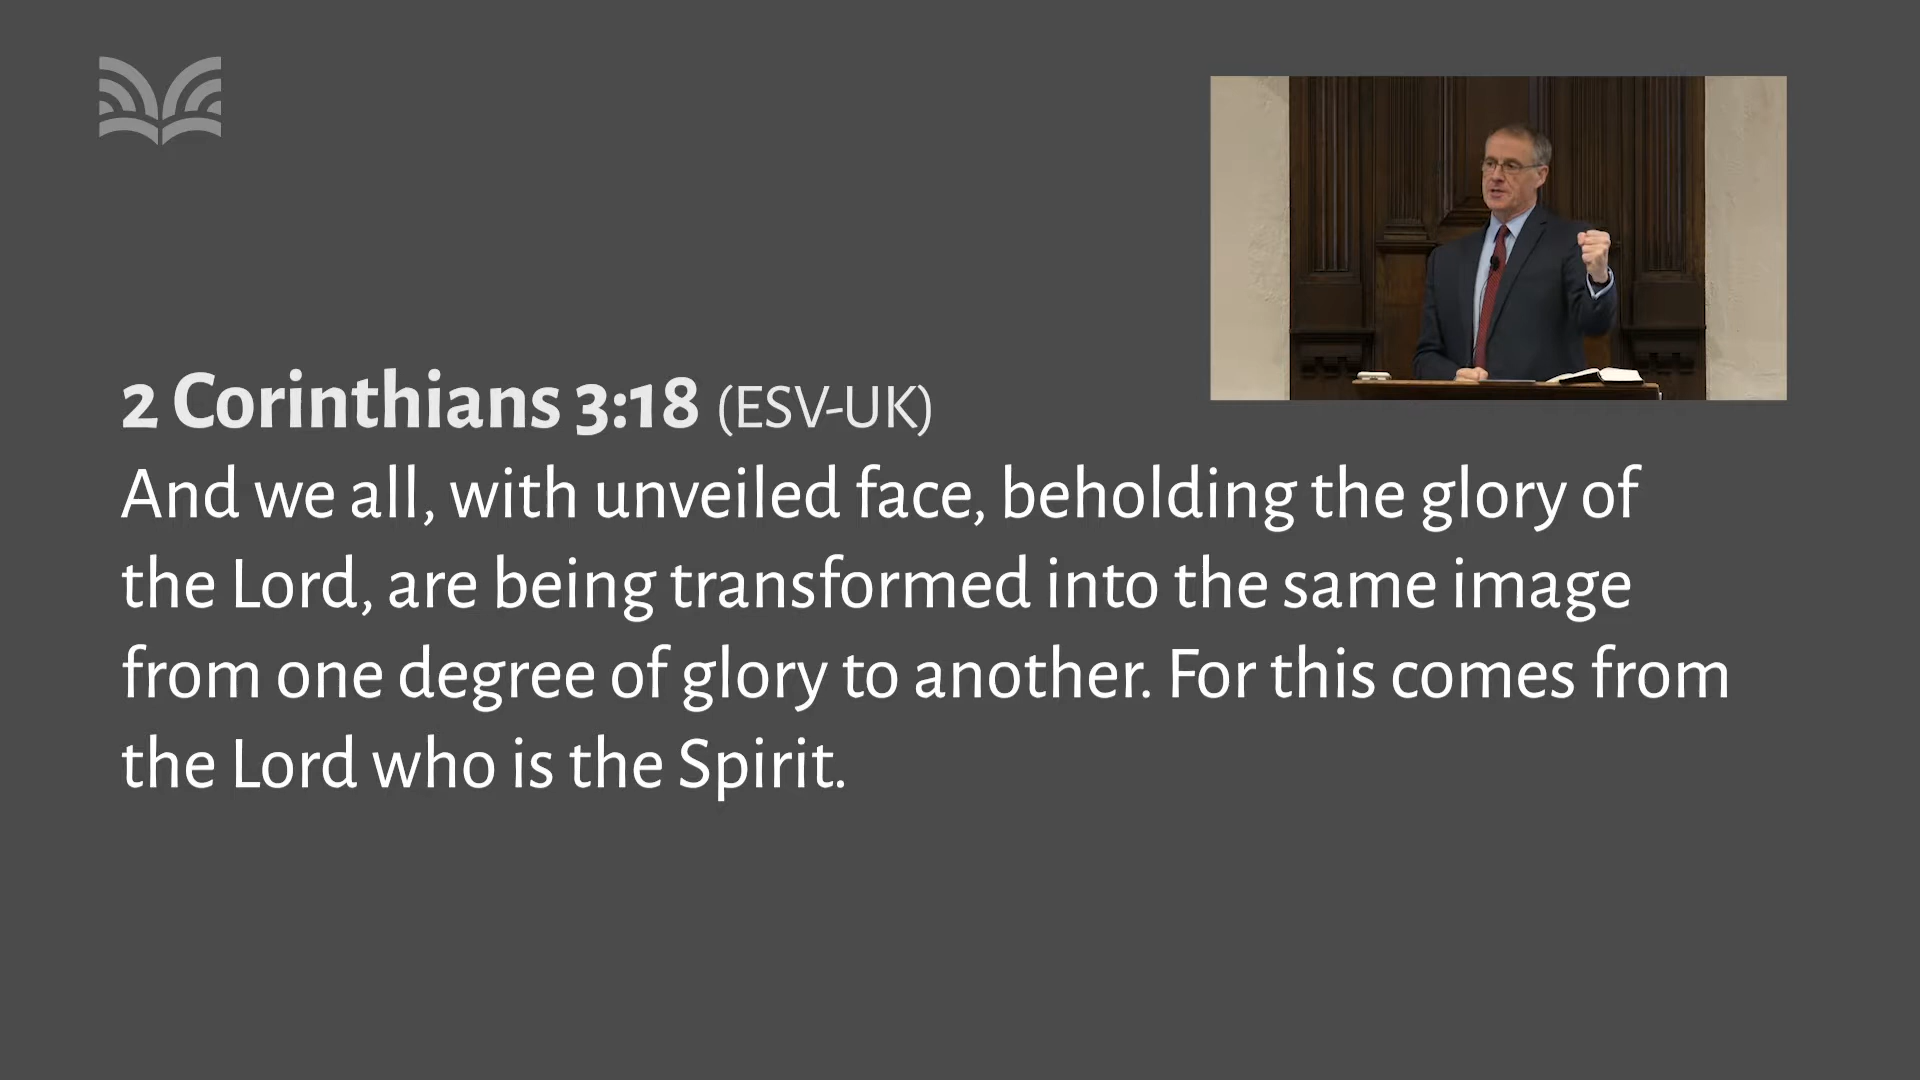 2 Corinthians 3:18 (ESV-UK)
And we all, with unveiled face, beholding the glory of
the Lord, are being transformed into the same image
from one degree of glory to another. For this comes from
the Lord who is the Spirit.